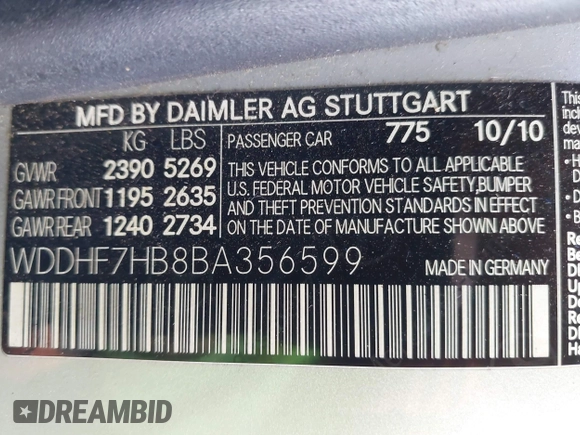 MFD BY DAIMLER AG STUTTGART
KG LBS
GVWR 2390 5269
GAWR FRONT 1195 2635
GAWR REAR 1240 2734
PASSENGER CAR 775 10/10
THIS VEHICLE CONFORMS TO ALL APPLICABLE
U.S. FEDERAL MOTOR VEHICLE SAFETY, BUMPER
AND THEFT PREVENTION STANDARDS IN EFFECT
ON THE DATE OF MANUFACTURE SHOWN ABOVE
WDDHF7HB8BA356599
MADE IN GERMANY
DREAMBID